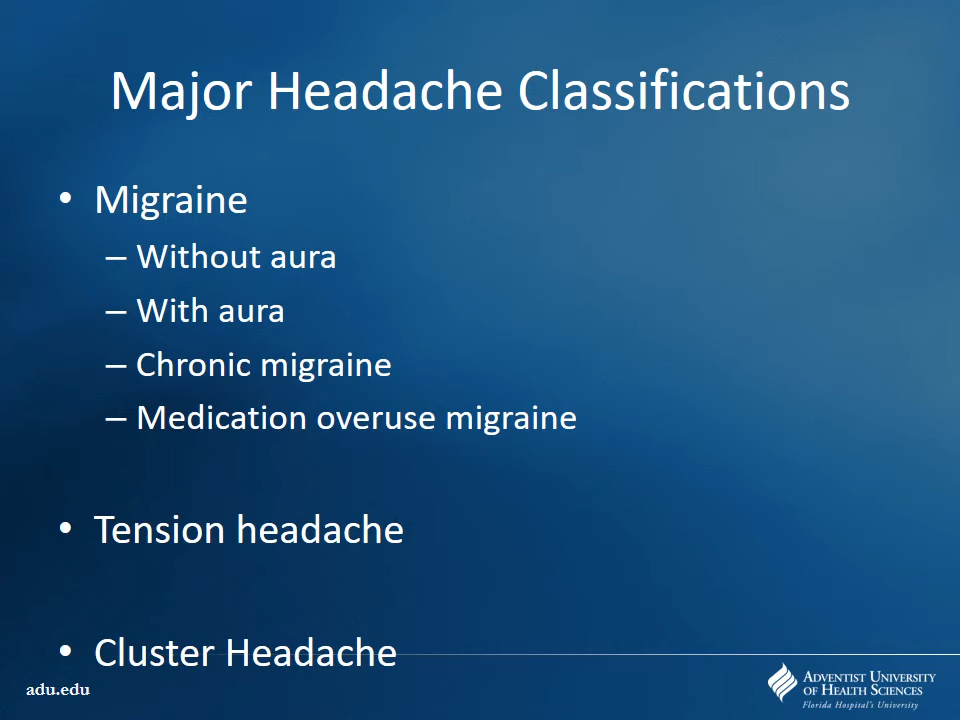 Major Headache Classifications
• Migraine
– Without aura
– With aura
– Chronic migraine
– Medication overuse migraine
• Tension headache
• Cluster Headache
adu.edu
ADVENTIST UNIVERSITY
OF HEALTH SCIENCES
Florida Hospital's University